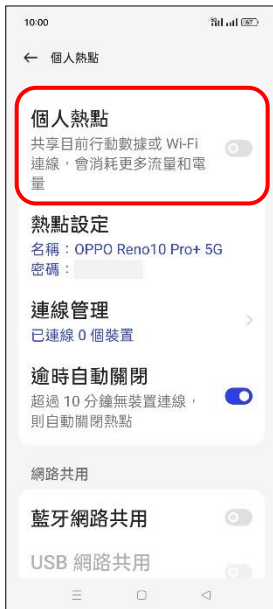 10:00
67
← 個人熱點
個人熱點
共享目前行動數據或 Wi-Fi
連線，會消耗更多流量和電
量
熱點設定
名稱：OPPO Reno10 Pro+ 5G
密碼：
連線管理
已連線 0 個裝置
逾時自動關閉
超過 10 分鐘無裝置連線，
則自動關閉熱點
網路共用
藍牙網路共用
USB 網路共用